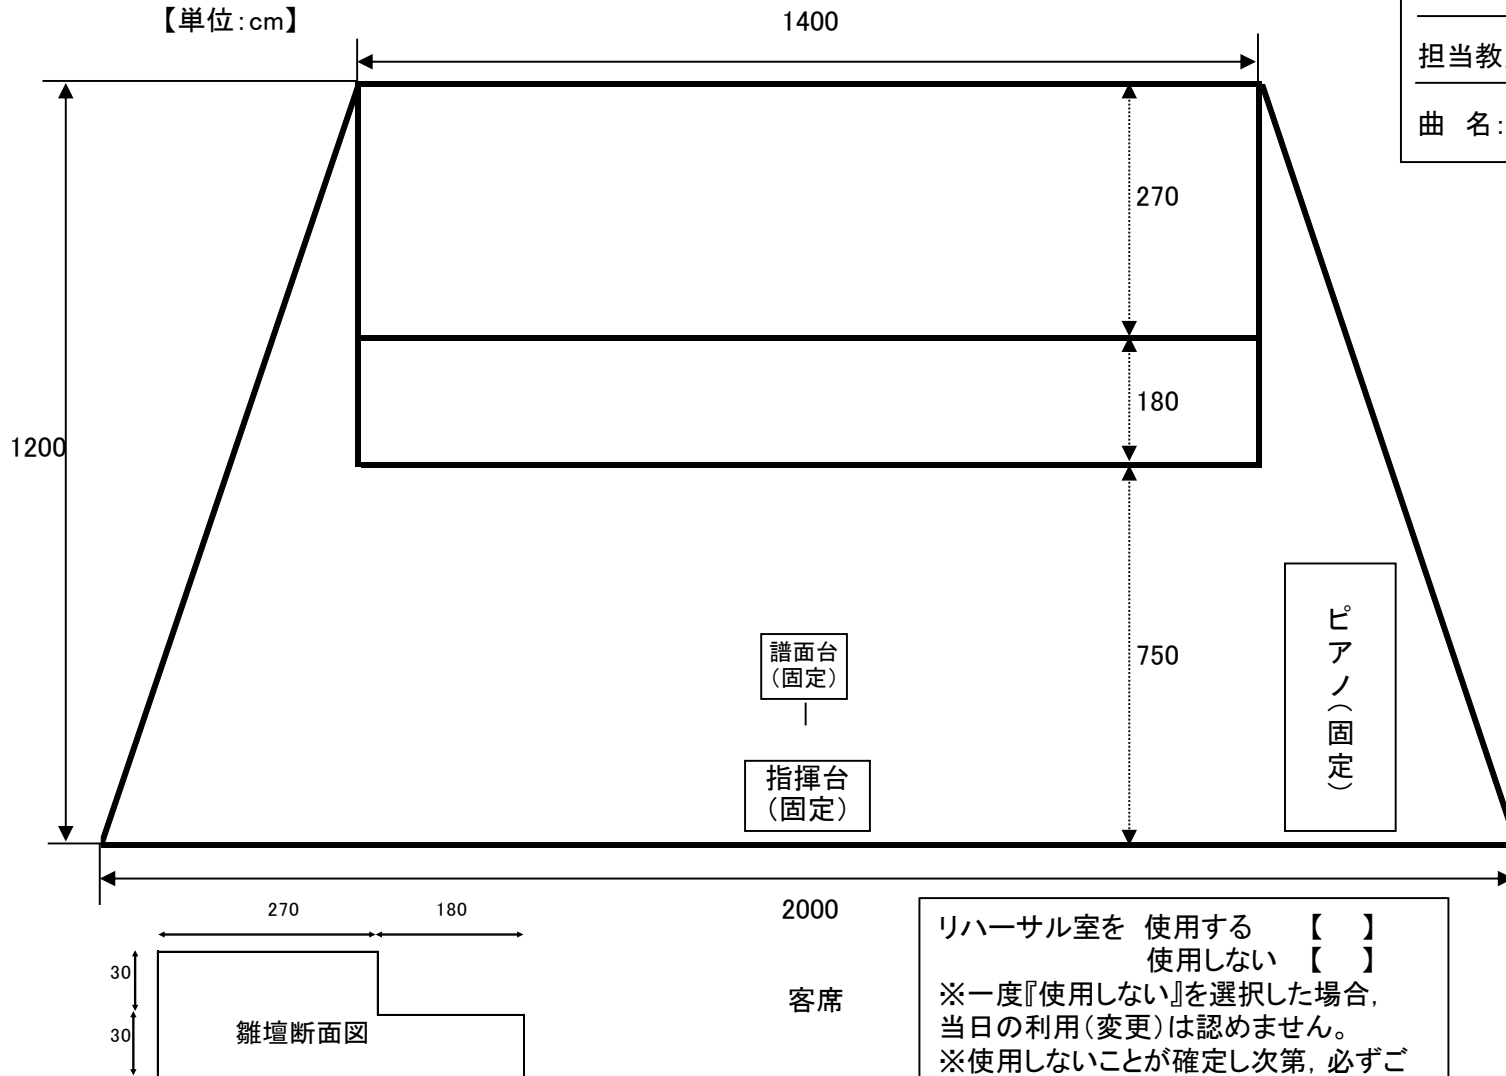 【単位:cm】
1400
担当教
曲 名:
270
180
1200
750
譜面台
(固定)
指揮台
(固定)
ピアノ(固定)
2000
270
180
30
30
雛壇断面図
客席
リハーサル室を 使用する 【 】
使用しない 【 】
※一度『使用しない』を選択した場合,
当日の利用(変更)は認めません。
※使用しないことが確定し次第, 必ずご